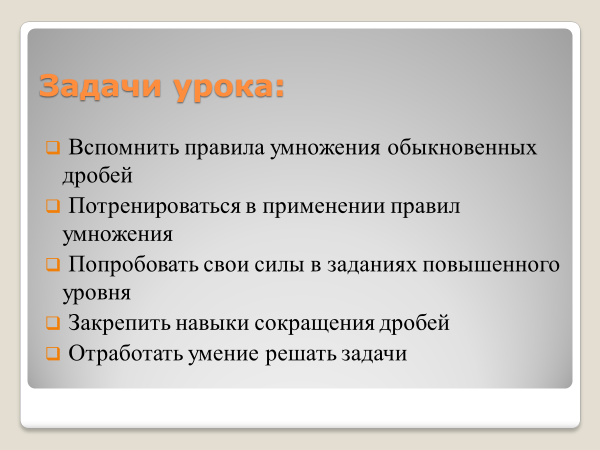 Задачи урока:
Вспомнить правила умножения обыкновенных
дробей
Потренироваться в применении правил
умножения
Попробовать свои силы в заданиях повышенного
уровня
Закрепить навыки сокращения дробей
Отработать умение решать задачи